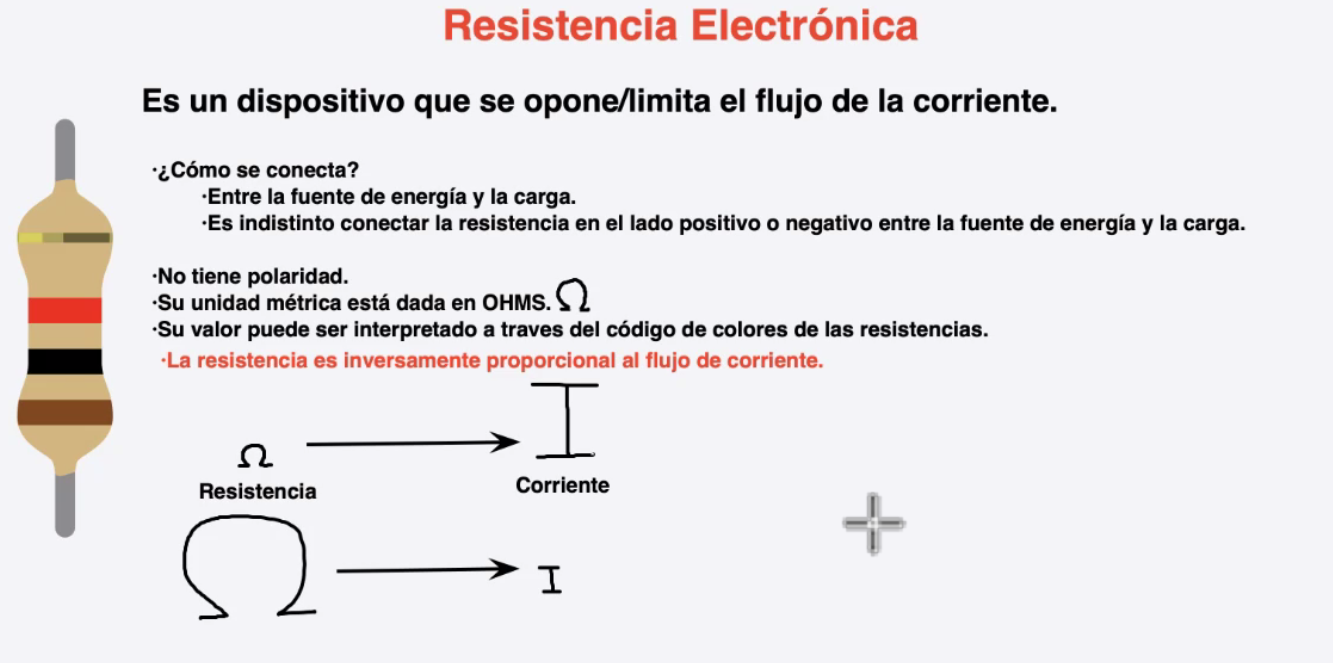 Resistencia Electrónica
Es un dispositivo que se opone/limita el flujo de la corriente.
·¿Cómo se conecta?
·Entre la fuente de energía y la carga.
·Es indistinto conectar la resistencia en el lado positivo o negativo entre la fuente de energía y la carga.
·No tiene polaridad.
·Su unidad métrica está dada en OHMS. Ω
·Su valor puede ser interpretado a traves del código de colores de las resistencias.
·La resistencia es inversamente proporcional al flujo de corriente.
Ω → I
Resistencia Corriente
Ω → I